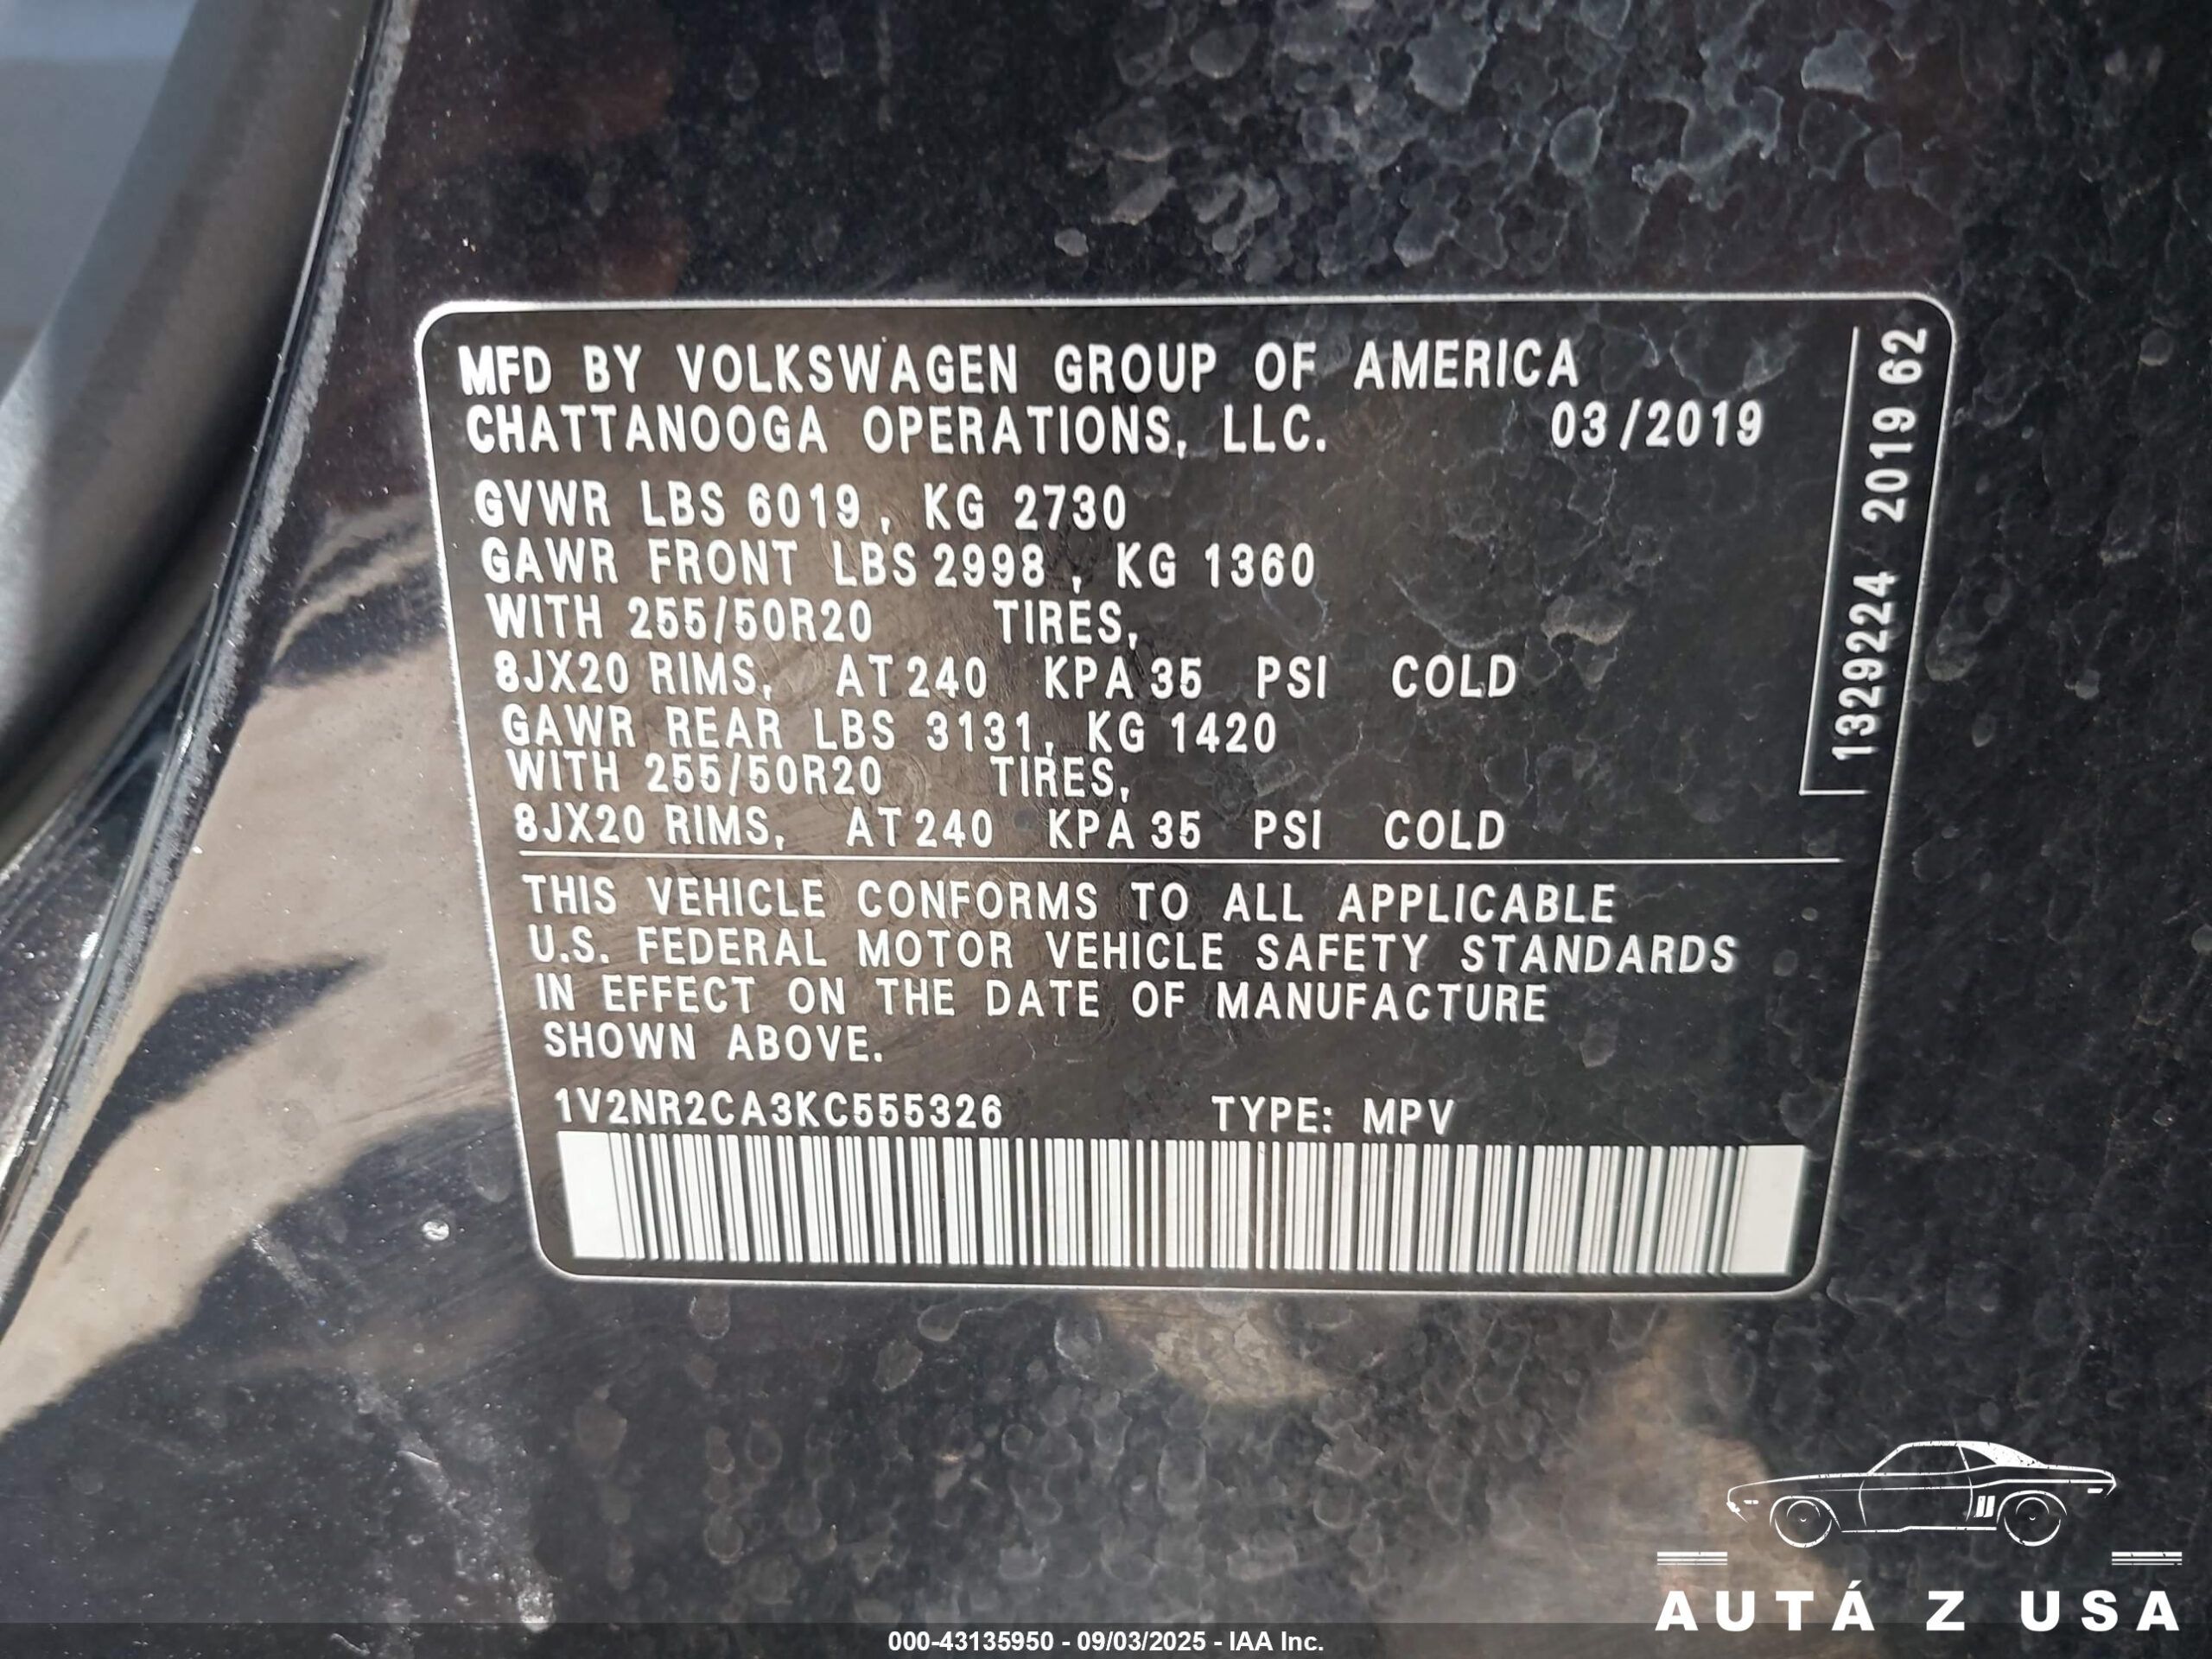 MFD BY VOLKSWAGEN GROUP OF AMERICA
CHATTANOOGA OPERATIONS, LLC. 03/2019
GVWR LBS 6019, KG 2730
GAWR FRONT LBS 2998, KG 1360
WITH 255/50R20 TIRES,
8JX20 RIMS, AT 240 KPA 35 PSI COLD
GAWR REAR LBS 3131, KG 1420
WITH 255/50R20 TIRES,
8JX20 RIMS, AT 240 KPA 35 PSI COLD
THIS VEHICLE CONFORMS TO ALL APPLICABLE
U.S. FEDERAL MOTOR VEHICLE SAFETY STANDARDS
IN EFFECT ON THE DATE OF MANUFACTURE
SHOWN ABOVE.
1V2NR2CA3KC555326 TYPE: MPV
1329224 2019 62
AUTÁ Z USA
000-43135950 - 09/03/2025 - IAA Inc.